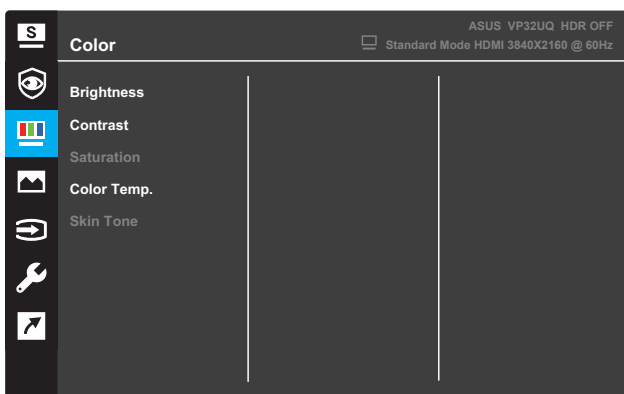 S
ASUS VP32UQ HDR OFF
Color
Standard Mode HDMI 3840X2160 @ 60Hz
Brightness
Contrast
Saturation
Color Temp.
Skin Tone